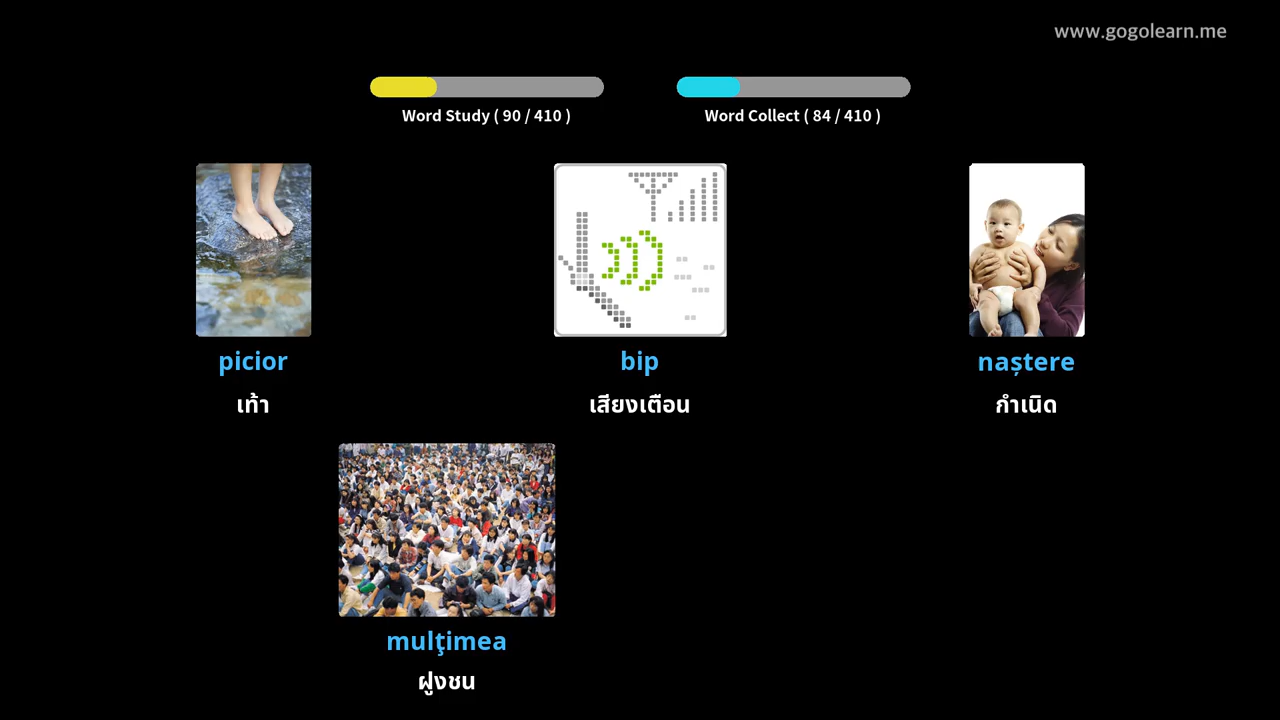 www.gogolearn.me
Word Study ( 90 / 410 )
Word Collect ( 84 / 410 )
picior
bip
naștere
เท้า
เสียงเตือน
กำเนิด
mulţimea
ฝูงชน